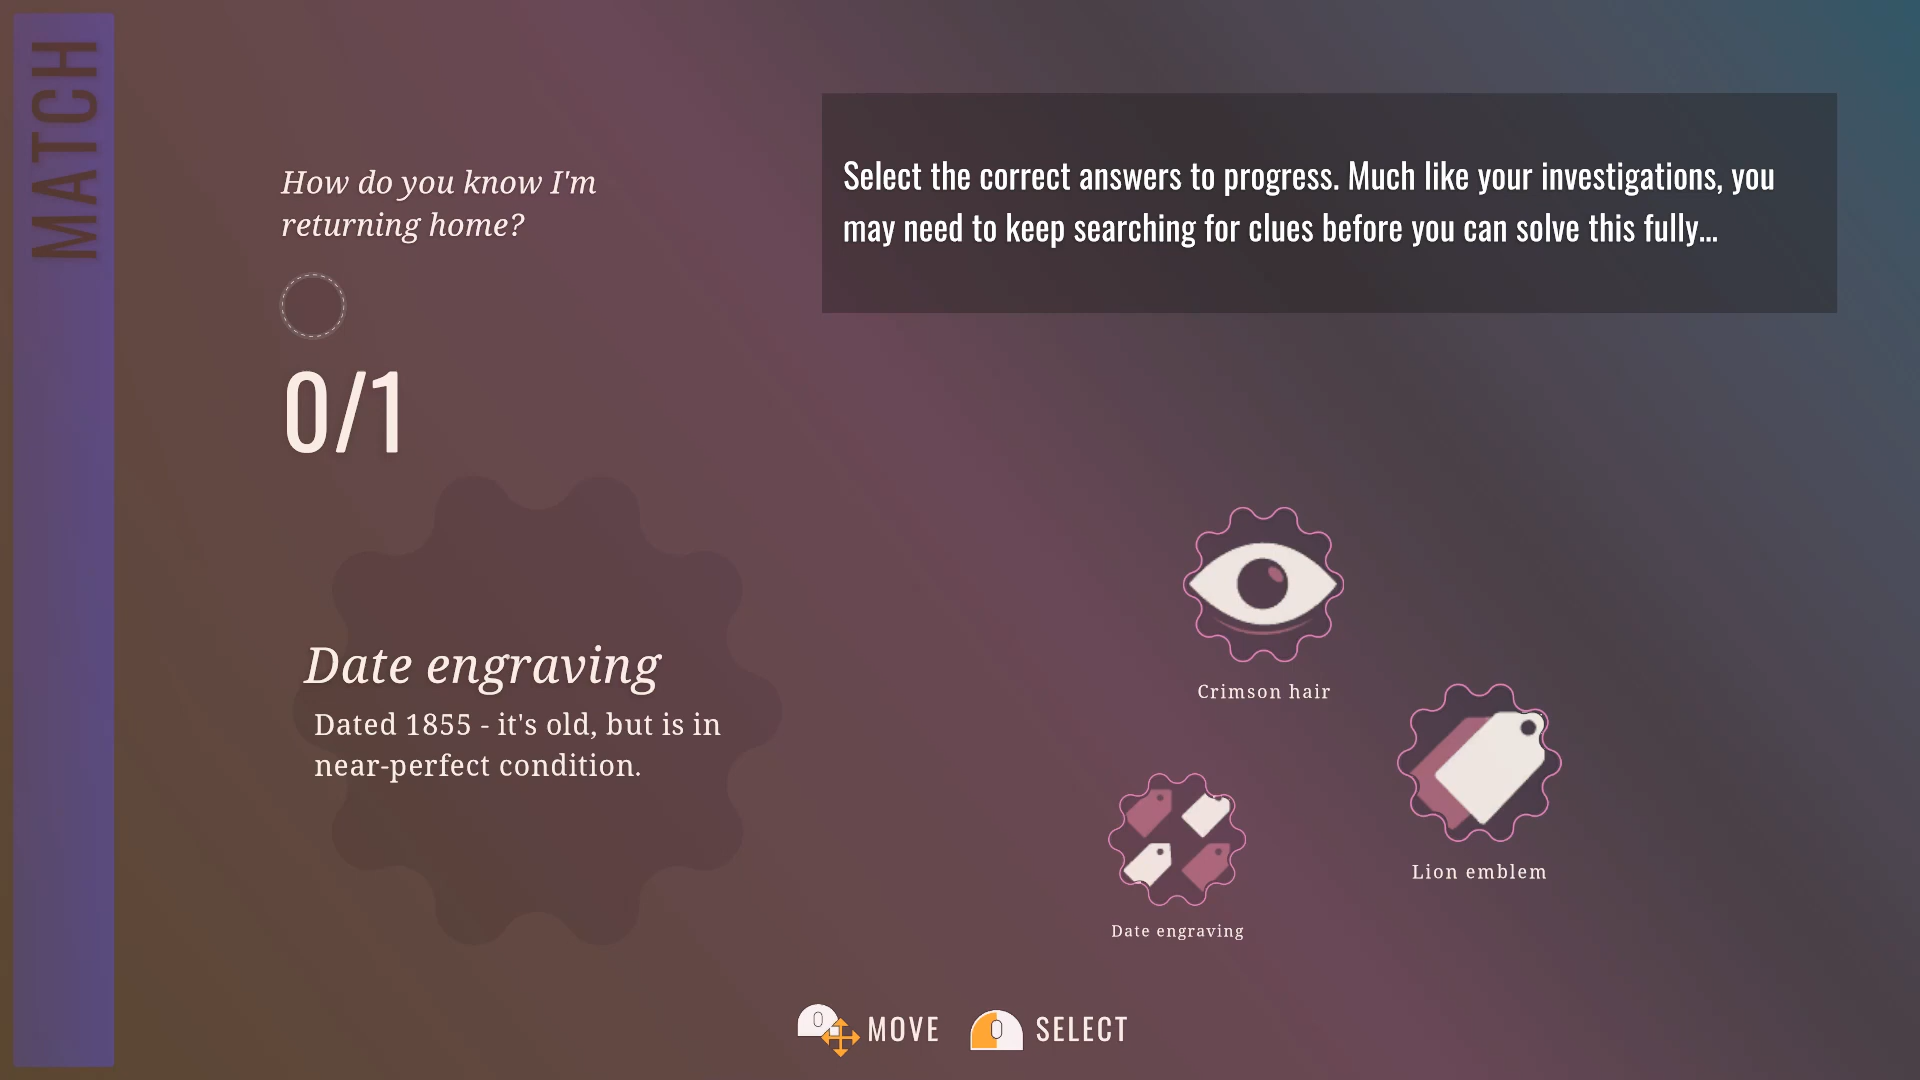 MATCH
How do you know I'm
returning home?
0/1
Select the correct answers to progress. Much like your investigations, you
may need to keep searching for clues before you can solve this fully...
Date engraving
Dated 1855 - it's old, but is in
near-perfect condition.
Crimson hair
Lion emblem
Date engraving
MOVE
SELECT